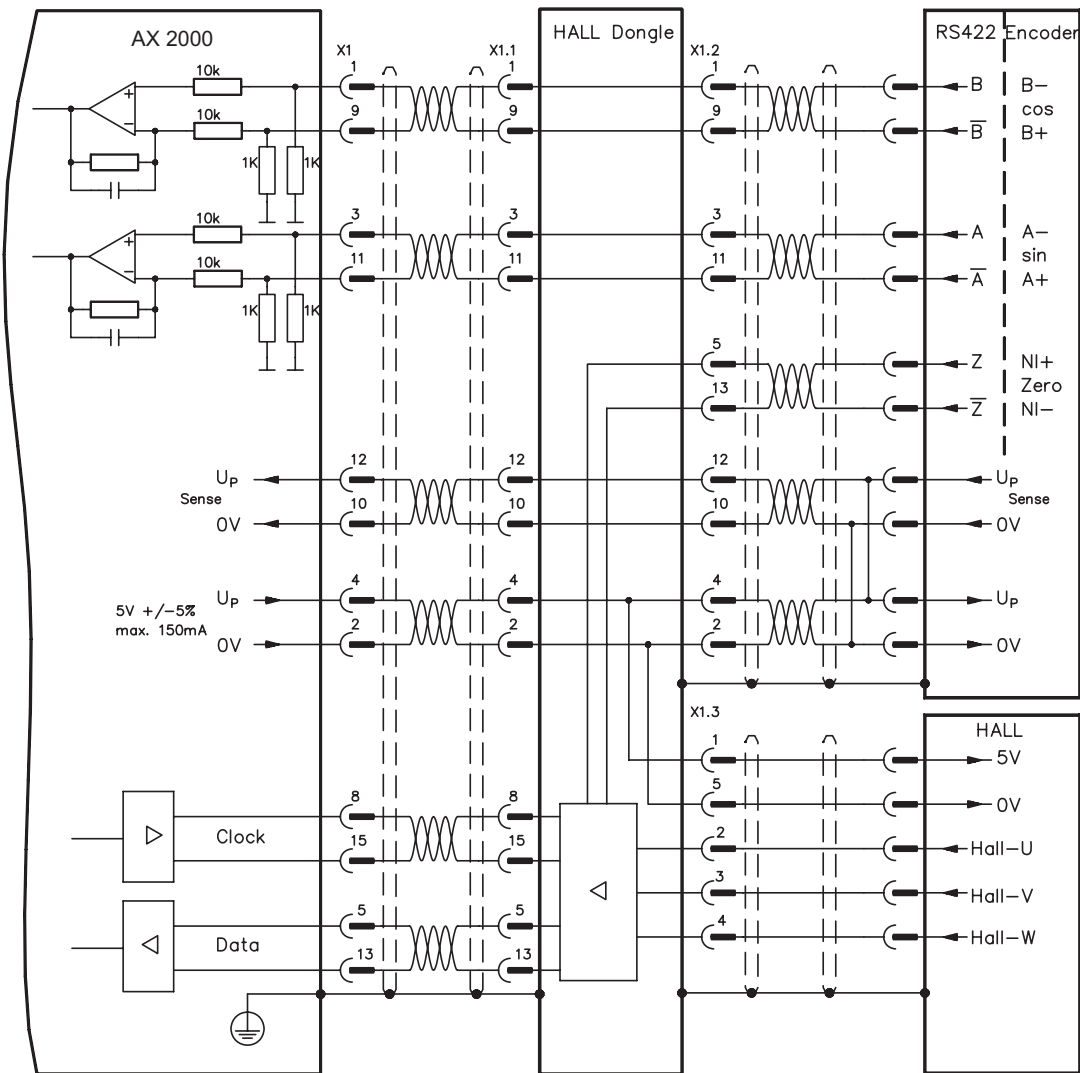 AX 2000
HALL Dongle
RS422 Encoder
X1
X1.1
X1.2
10k
1
1
1
B
B−
cos
10k
9
9
9
B̅
B+
1K
1K
10k
3
3
3
A
A−
sin
10k
11
11
11
A̅
A+
1K
1K
5
Z
NI+
Zero
13
Z̅
NI−
UP
12
12
12
UP
Sense
Sense
0V
10
10
10
0V
5V +/−5%
max. 150mA
UP
4
4
4
UP
0V
2
2
2
0V
X1.3
HALL
1
5V
5
0V
Clock
8
8
15
15
2
Hall−U
3
Hall−V
4
Hall−W
Data
5
5
13
13